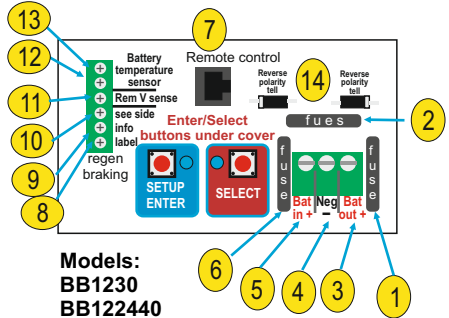 13
12
11
10
9
8
7
14
2
6
5
4
3
1
Battery
temperature
sensor
Rem V sense
see side
info
label
regen
braking
Remote control
Reverse
polarity
tell
Reverse
polarity
tell
fues
Enter/Select
buttons under cover
SETUP
ENTER
SELECT
fuse
fuse
Bat
in +
Neg
–
Bat
out +
Models:
BB1230
BB122440